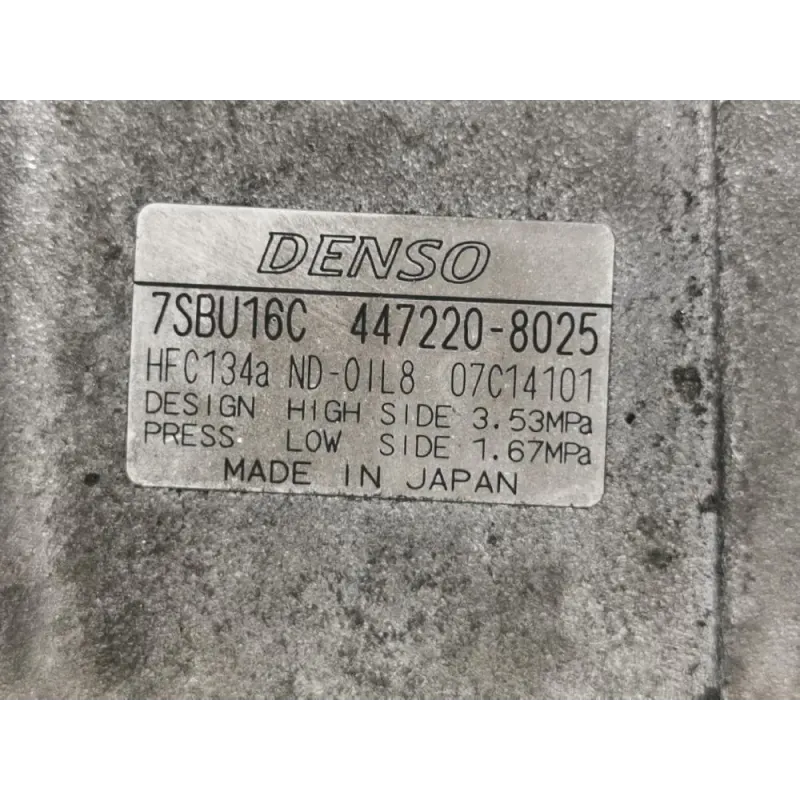 DENSO
7SBU16C 447220-8025
HFC134a ND-OIL8 07C14101
DESIGN HIGH SIDE 3.53MPa
PRESS. LOW SIDE 1.67MPa
MADE IN JAPAN